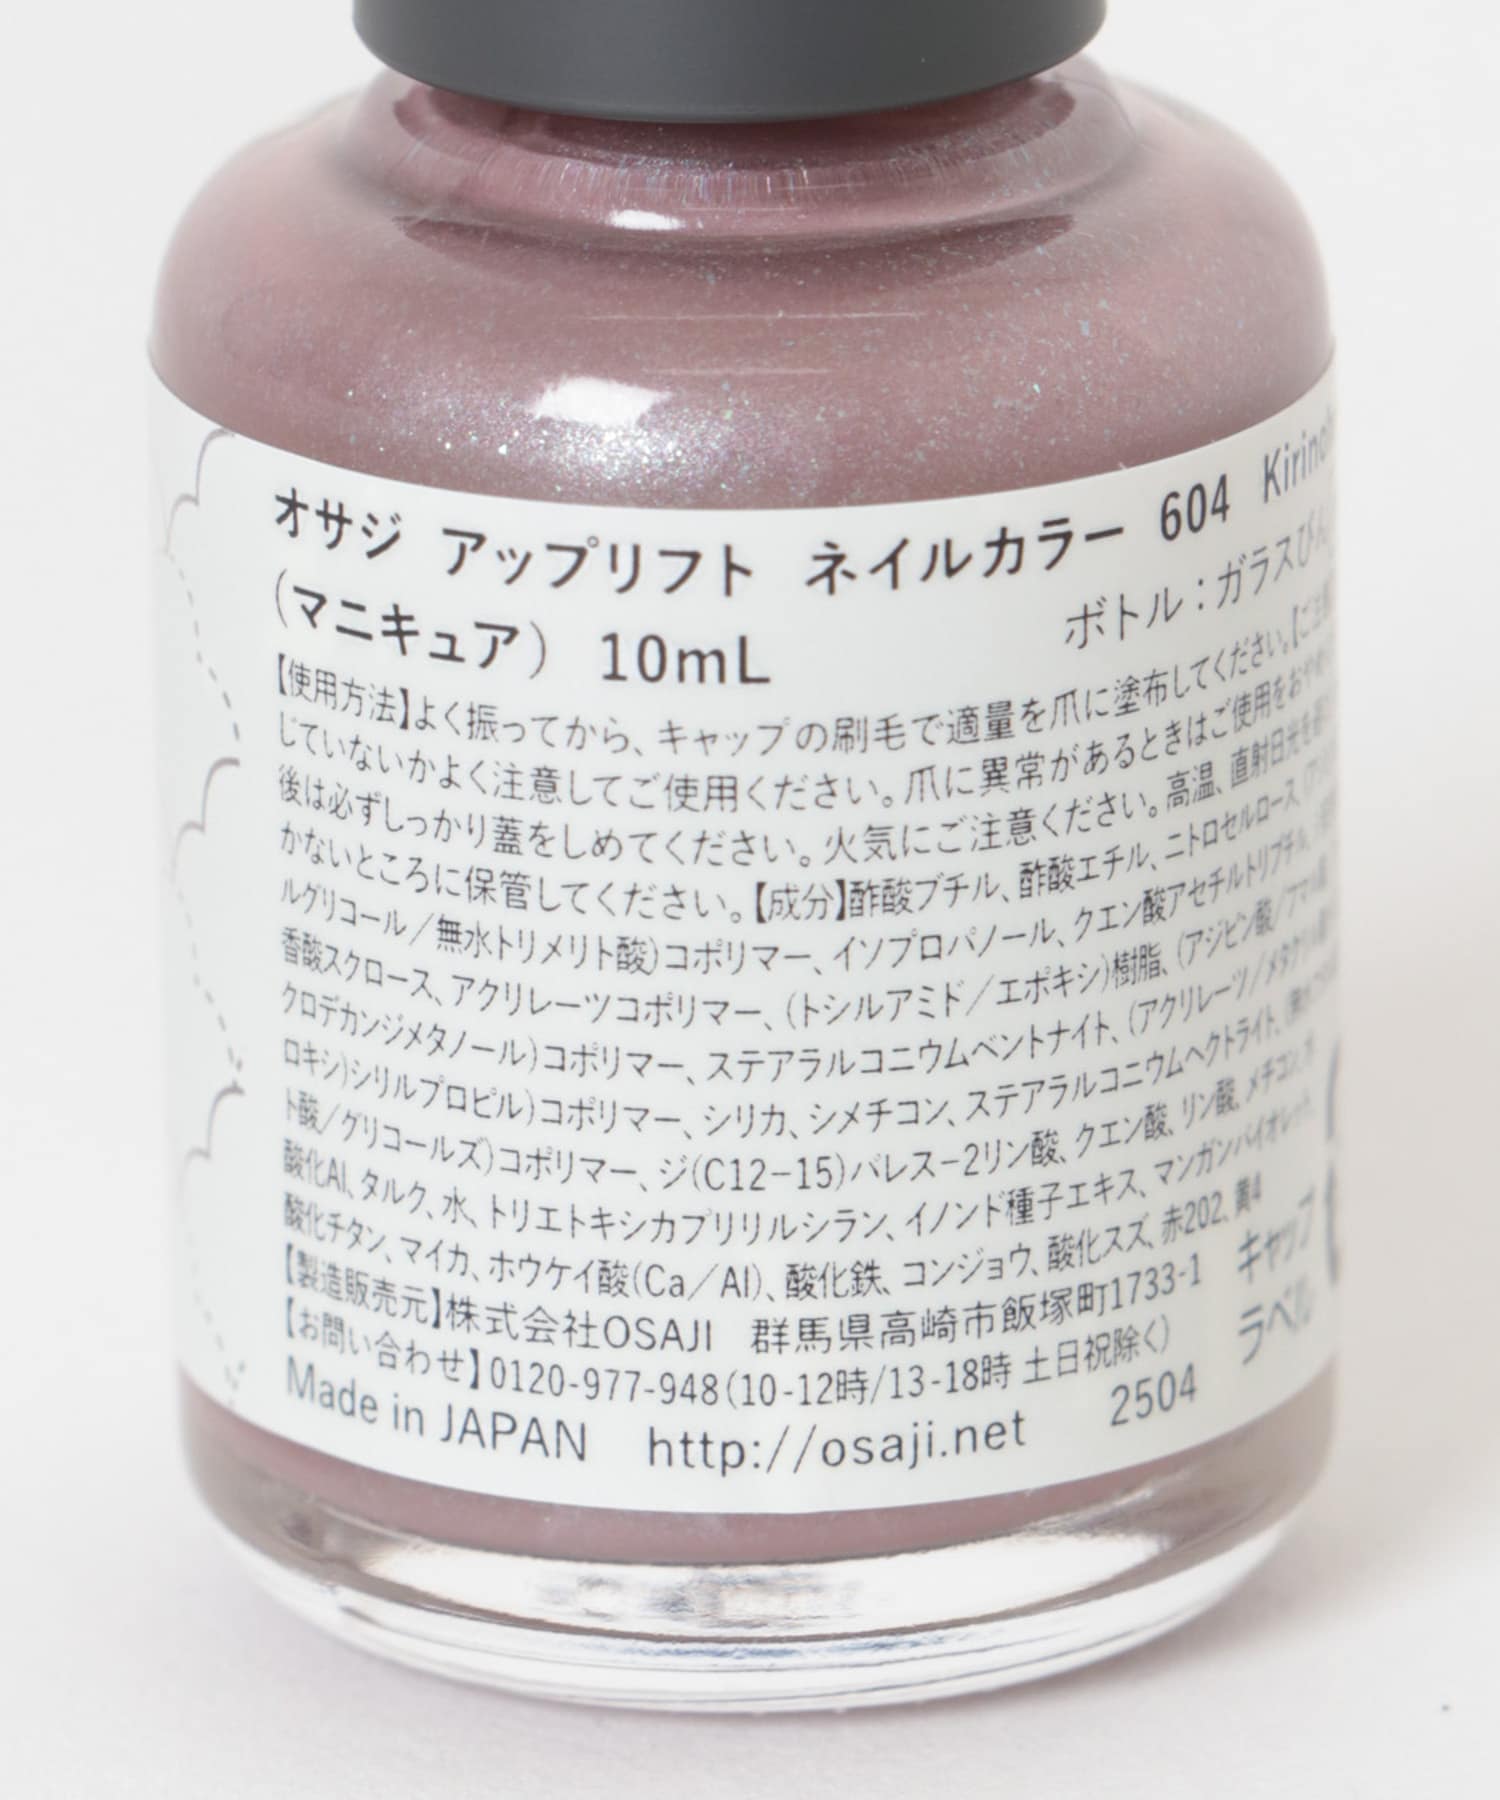 オサジ アップリフト ネイルカラー 604
(マニキュア) 10mL
ボトル:ガラスびん
【使用方法】よく振ってから、キャップの刷毛で適量を爪に塗布してください。
じていないかよく注意してご使用ください。爪に異常があるときはご使用を
後は必ずしっかり蓋をしめてください。火気にご注意ください。高温、直射日光を
かないところに保管してください。【成分】酢酸ブチル、酢酸エチル、ニトロセルロース、
ルグリコール/無水トリメリト酸)コポリマー、イソプロパノール、クエン酸アセチルトリブチル、
香酸スクロース、アクリレーツコポリマー、(トシルアミド/エポキシ)樹脂、(アジピン酸/フマル酸
クロデカンジメタノール)コポリマー、ステアラルコニウムベントナイト、(アクリレーツ/メタクリル酸
ロキシ)シリルプロピル)コポリマー、シリカ、シメチコン、ステアラルコニウムヘクトライト、
ト酸/グリコールズ)コポリマー、ジ(C12-15)パレス-2リン酸、クエン酸、リン酸、メチコン、
酸化Al、タルク、水、トリエトキシカプリリルシラン、イノンド種子エキス、マンガンバイオレット、
酸化チタン、マイカ、ホウケイ酸(Ca/Al)、酸化鉄、コンジョウ、酸化スズ、赤202、黄4
【製造販売元】株式会社OSAJI 群馬県高崎市飯塚町1733-1
【お問い合わせ】0120-977-948(10-12時/13-18時 土日祝除く)
Made in JAPAN http://osaji.net 2504
キャップ
ラベル